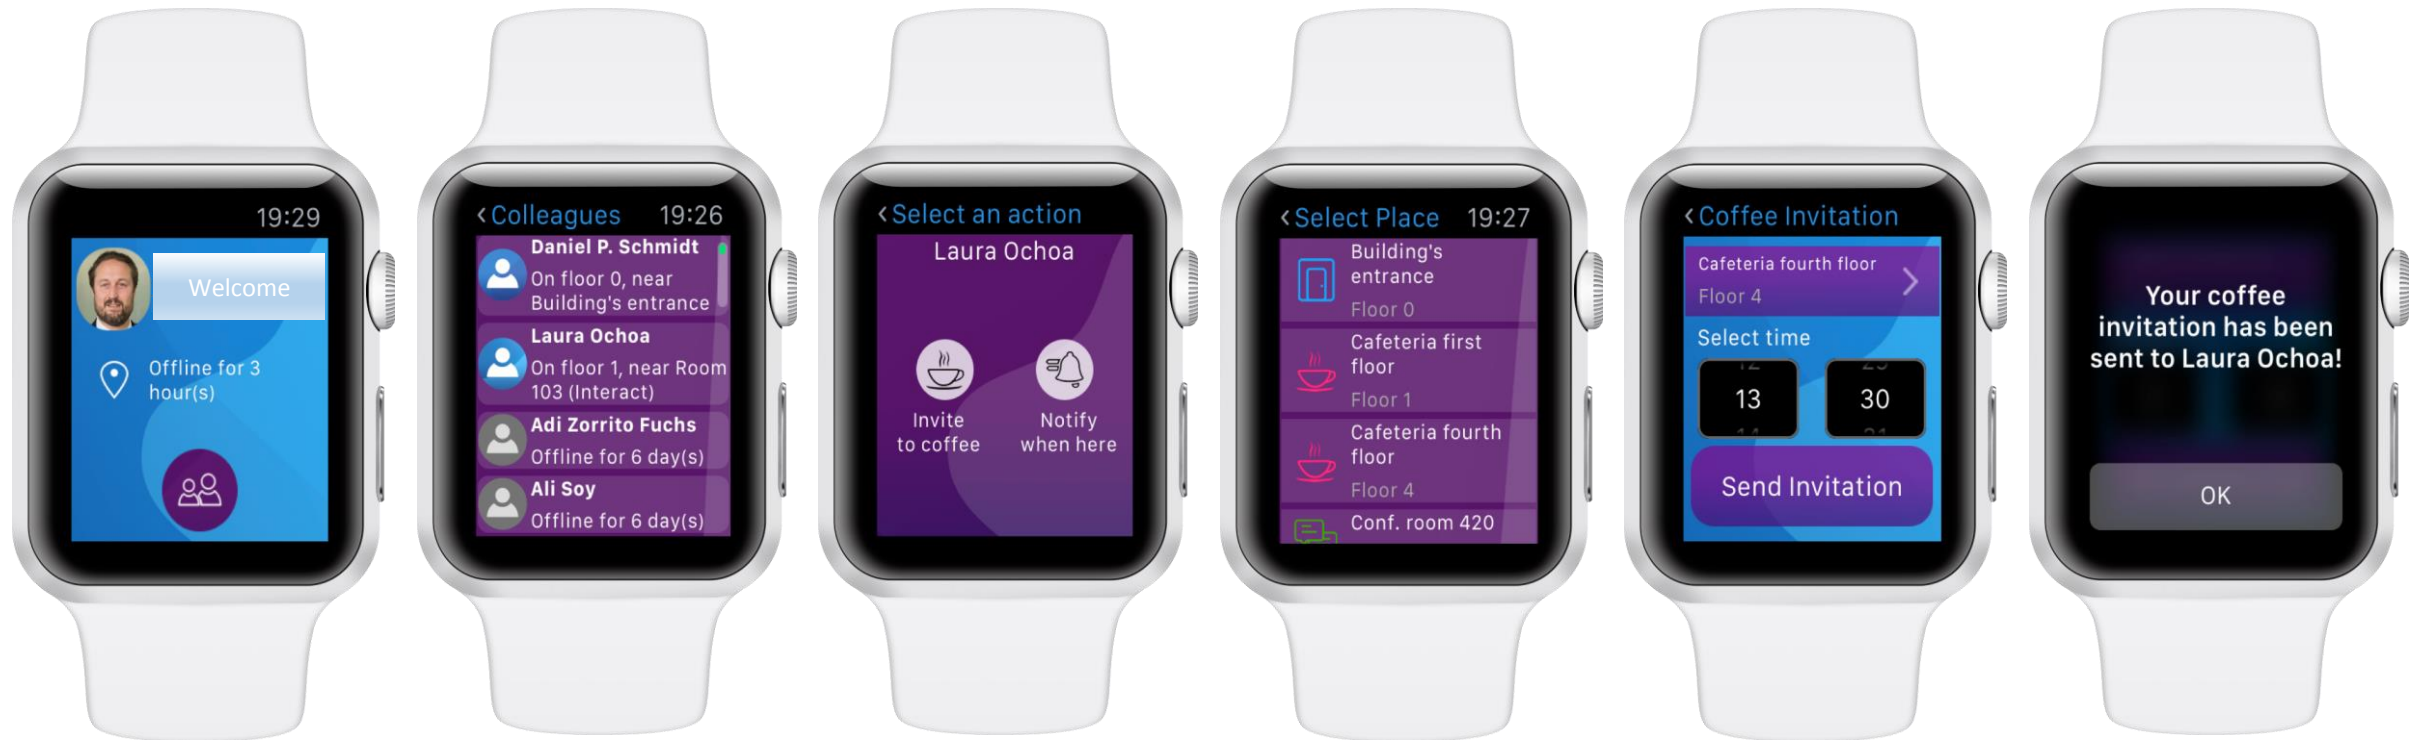 19:29
Welcome
Offline for 3
hour(s)
<Colleagues 19:26
Daniel P. Schmidt
On floor 0, near
Building's entrance
Laura Ochoa
On floor 1, near Room
103 (Interact)
Adi Zorrito Fuchs
Offline for 6 day(s)
Ali Soy
Offline for 6 day(s)
<Select an action
Laura Ochoa
Invite
to coffee
Notify
when here
<Select Place 19:27
Building's
entrance
Floor 0
Cafeteria first
floor
Floor 1
Cafeteria fourth
floor
Floor 4
Conf. room 420
<Coffee Invitation
Cafeteria fourth floor
Floor 4
Select time
13 30
Send Invitation
Your coffee
invitation has been
sent to Laura Ochoa!
OK